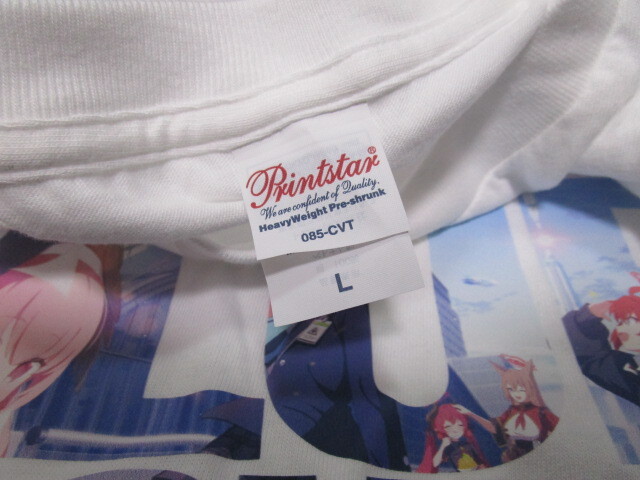 Printstar®
We are confident of Quality.
HeavyWeight Pre-shrunk
085-CVT
L